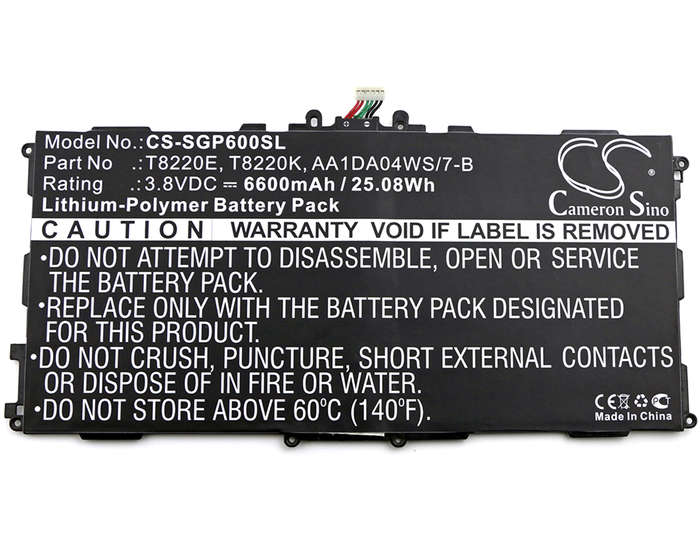 Model No.:CS-SGP600SL
Part No   .:T8220E, T8220K, AA1DA04WS/7-B
Rating     :3.8VDC ⎓ 6600mAh / 25.08Wh
Lithium-Polymer Battery Pack
CS
Cameron Sino
CAUTION WARRANTY VOID IF LABEL IS REMOVED
•DO NOT ATTEMPT TO DISASSEMBLE, OPEN OR SERVICE
THE BATTERY PACK.
•REPLACE ONLY WITH THE BATTERY PACK DESIGNATED
FOR THIS PRODUCT.
•DO NOT CRUSH, PUNCTURE, SHORT EXTERNAL CONTACTS
OR DISPOSE OF IN FIRE OR WATER.
•DO NOT STORE ABOVE 60°C (140°F).
CE FC
Made In China